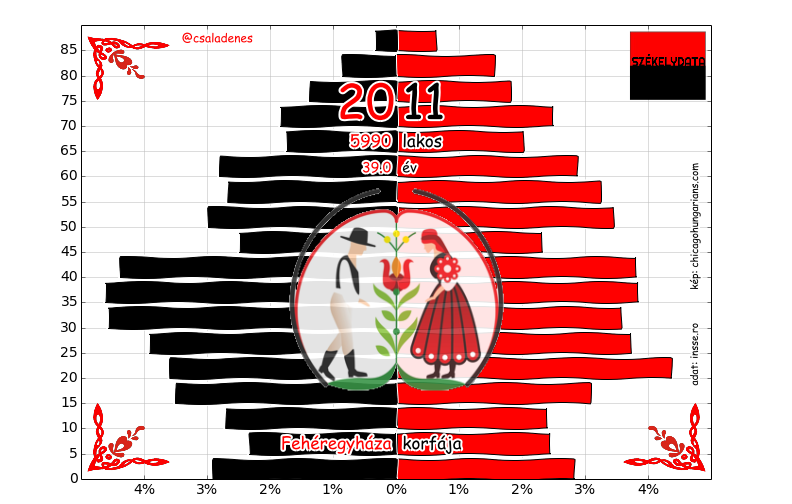 @csaladenes
SZÉKELYDATA
2011
5990 lakos
39.0 év
kép: chicagohungarians.com
adat: insse.ro
Fehéregyháza korfája
85
80
75
70
65
60
55
50
45
40
35
30
25
20
15
10
5
0
4% 3% 2% 1% 0% 1% 2% 3% 4%